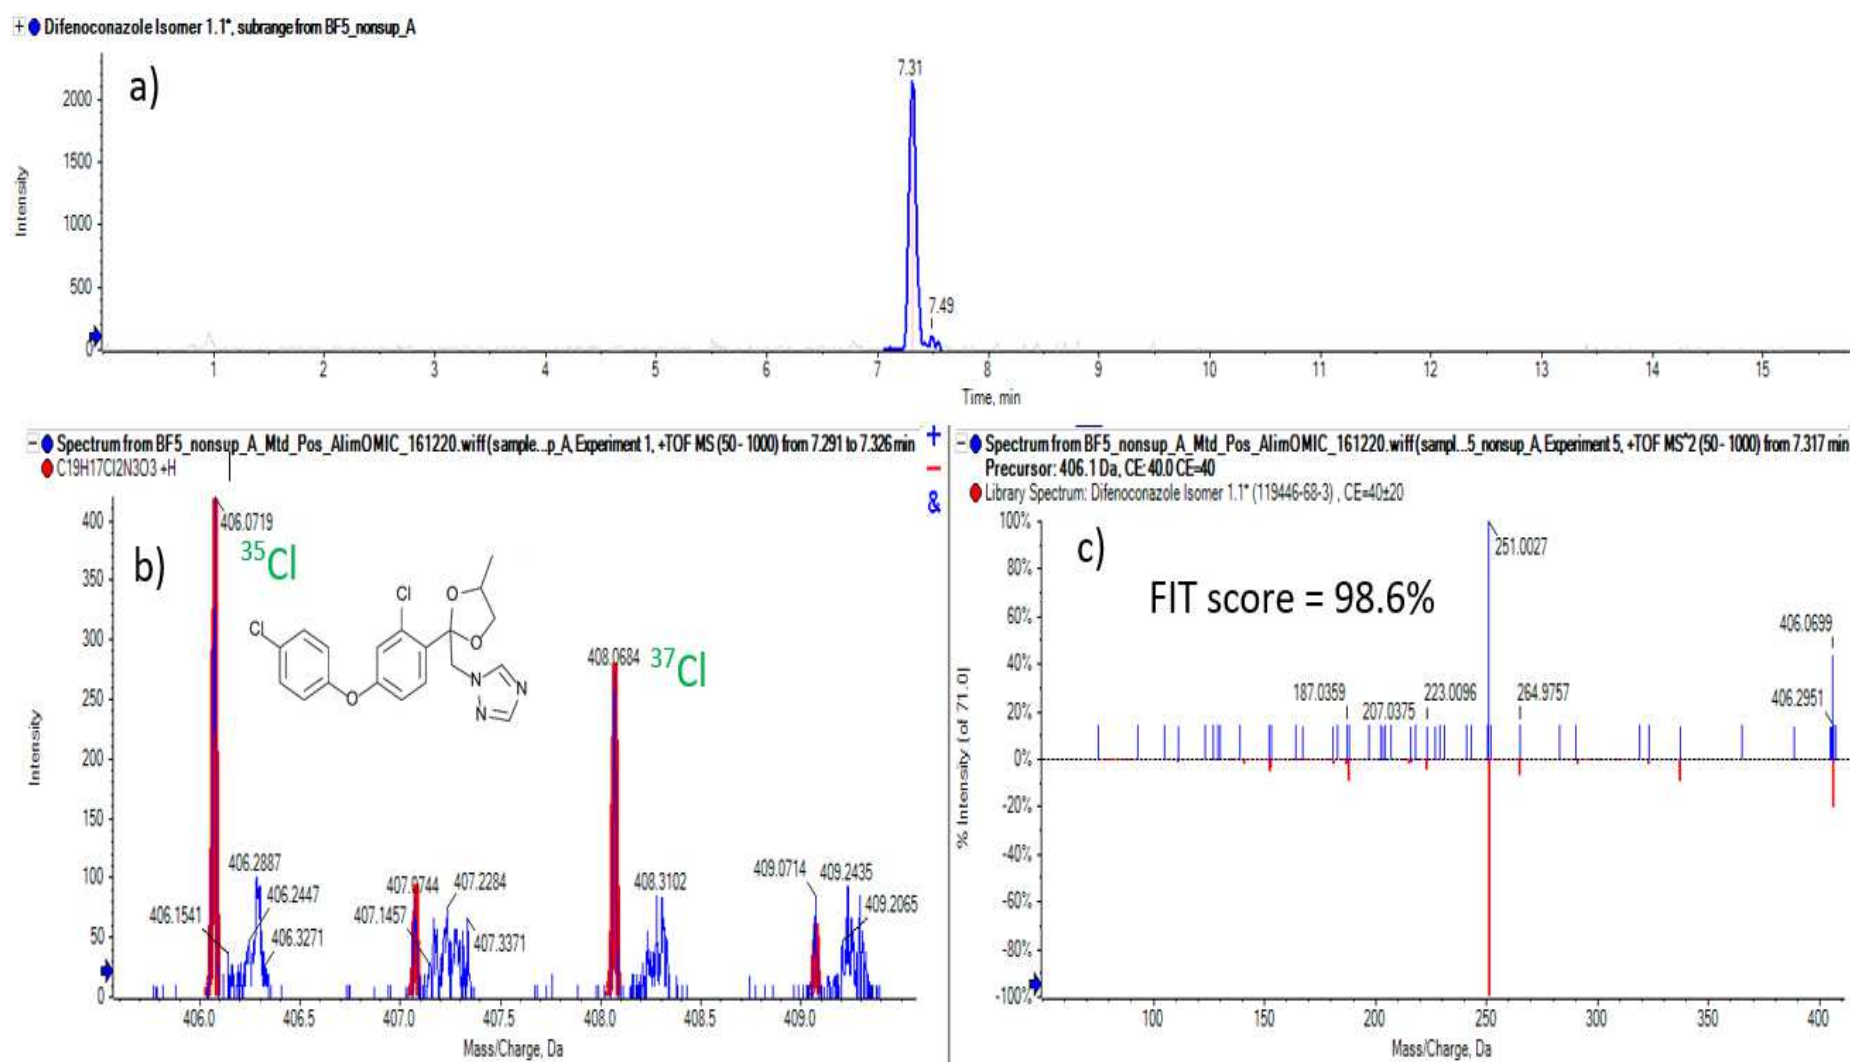 Difenoconazole Isomer 1.1*, subrange from BF5_nonsup_A
a)
7.31
7.49
Intensity
2000
1500
1000
500
0
1 2 3 4 5 6 7 8 9 10 11 12 13 14 15
Time, min
Spectrum from BF5_nonsup_A_Mtd_Pos_AlimOMIC_161220.wiff (sample...p_A, Experiment 1, +TOF MS (50 - 1000) from 7.291 to 7.326 min
C19H17Cl2N3O3 +H
b)
406.0719
35Cl
408.0684
37Cl
Cl
Cl
O
O
O
N
N
N
406.2887
406.2447
406.1541
406.3271
407.0744
407.2284
407.1457
407.3371
408.3102
409.0714
409.2435
409.2065
Intensity
400
350
300
250
200
150
100
50
0
406.0 406.5 407.0 407.5 408.0 408.5 409.0
Mass/Charge, Da
+
−
&
Spectrum from BF5_nonsup_A_Mtd_Pos_AlimOMIC_161220.wiff (sampl...5_nonsup_A, Experiment 5, +TOF MS^2 (50 - 1000) from 7.317 min
Precursor: 406.1 Da, CE: 40.0 CE=40
Library Spectrum: Difenoconazole Isomer 1.1* (119446-68-3) , CE=40±20
c)
FIT score = 98.6%
251.0027
406.0699
187.0359
223.0096
264.9757
207.0375
406.2951
% Intensity (of 71.0)
100%
80%
60%
40%
20%
0%
-20%
-40%
-60%
-80%
-100%
100 150 200 250 300 350 400
Mass/Charge, Da